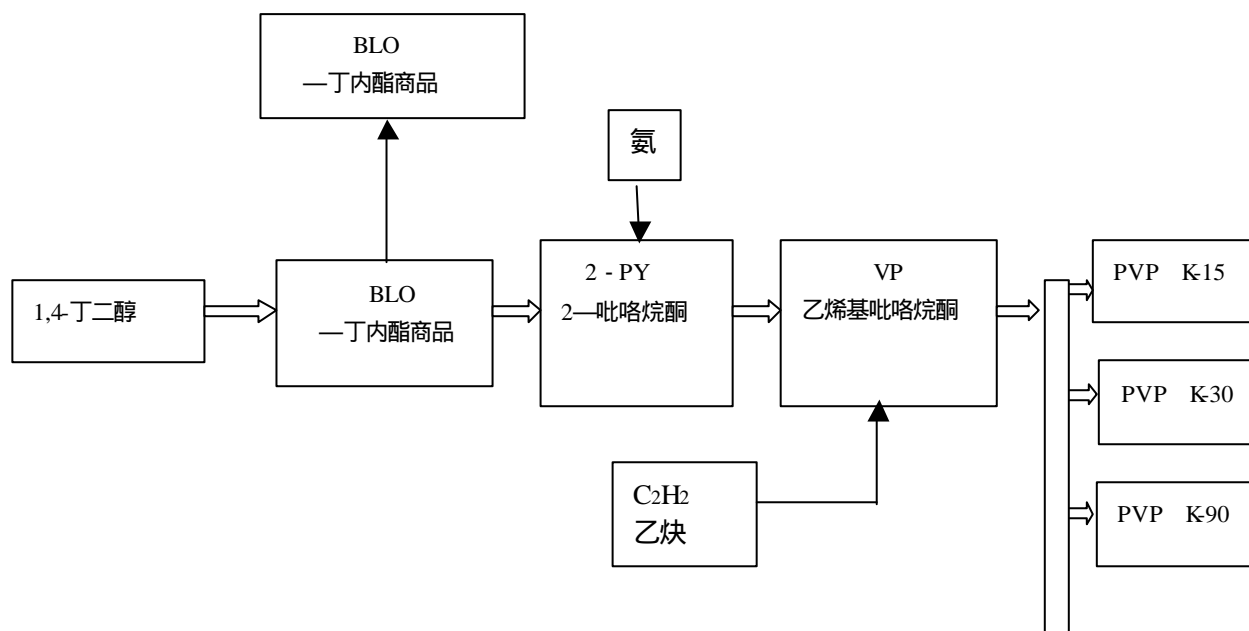 BLO
—丁内酯商品
氨
1,4-丁二醇
BLO
—丁内酯商品
2 - PY
2—吡咯烷酮
VP
乙烯基吡咯烷酮
PVP K-15
PVP K-30
PVP K-90
C2H2
乙炔